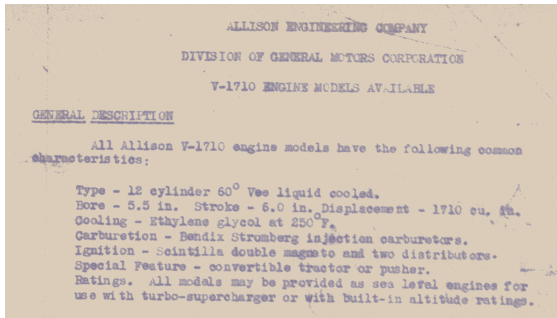 ALLISON ENGINEERING COMPANY
DIVISION OF GENERAL MOTORS CORPORATION
V-1710 ENGINE MODELS AVAILABLE
GENERAL DESCRIPTION
All Allison V-1710 engine models have the following common
characteristics:
Type - 12 cylinder 60° Vee liquid cooled.
Bore - 5.5 in. Stroke - 6.0 in. Displacement - 1710 cu. in.
Cooling - Ethylene glycol at 250°F.
Carburetion - Bendix Stromberg injection carburetors.
Ignition - Scintilla double magneto and two distributors.
Special Feature - convertible tractor or pusher.
Ratings. All models may be provided as sea level engines for
use with turbo-supercharger or with built-in altitude ratings.